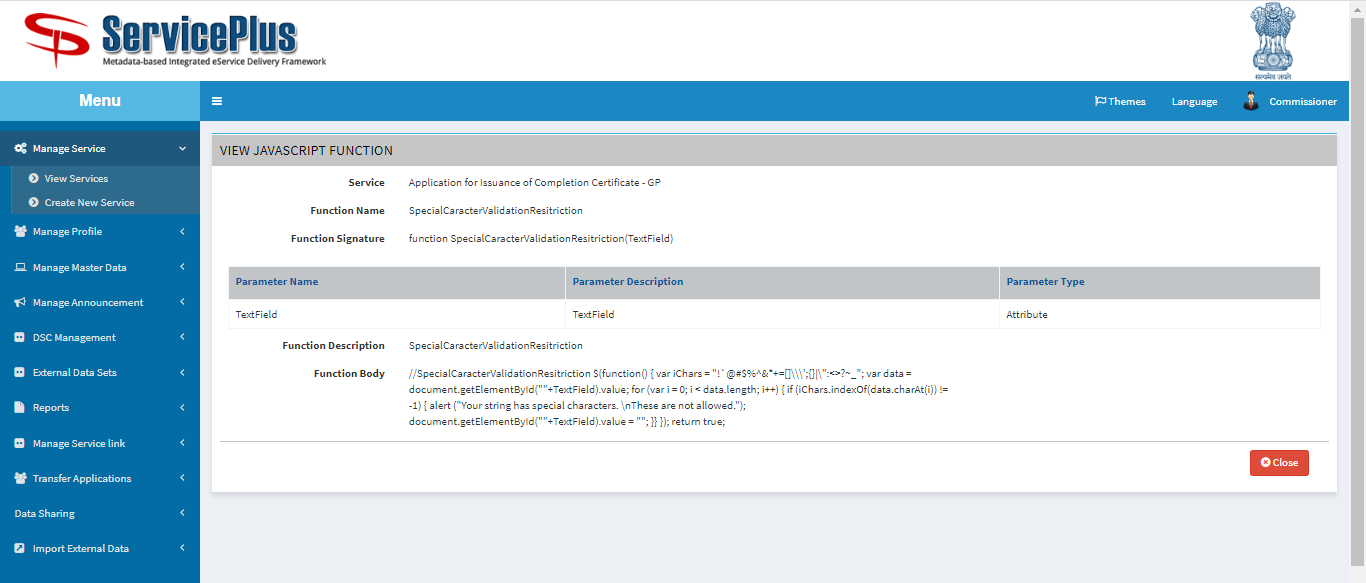 ServicePlus
Metadata-based Integrated eService Delivery Framework
सत्यमेव जयते
Menu
Themes
Language
Commissioner
Manage Service
View Services
Create New Service
Manage Profile
Manage Master Data
Manage Announcement
DSC Management
External Data Sets
Reports
Manage Service link
Transfer Applications
Data Sharing
Import External Data
VIEW JAVASCRIPT FUNCTION
Service Application for Issuance of Completion Certificate - GP
Function Name SpecialCaracterValidationResitriction
Function Signature function SpecialCaracterValidationResitriction(TextField)
Parameter Name Parameter Description Parameter Type
TextField TextField Attribute
Function Description SpecialCaracterValidationResitriction
Function Body //SpecialCaracterValidationResitriction $(function() { var iChars = "!`@#$%^&*+=[]\\\';{}|\":<>?~_"; var data =
document.getElementById(""+TextField).value; for (var i = 0; i < data.length; i++) { if (iChars.indexOf(data.charAt(i)) !=
-1) { alert ("Your string has special characters. \nThese are not allowed.");
document.getElementById(""+TextField).value = ""; }} }); return true;
Close